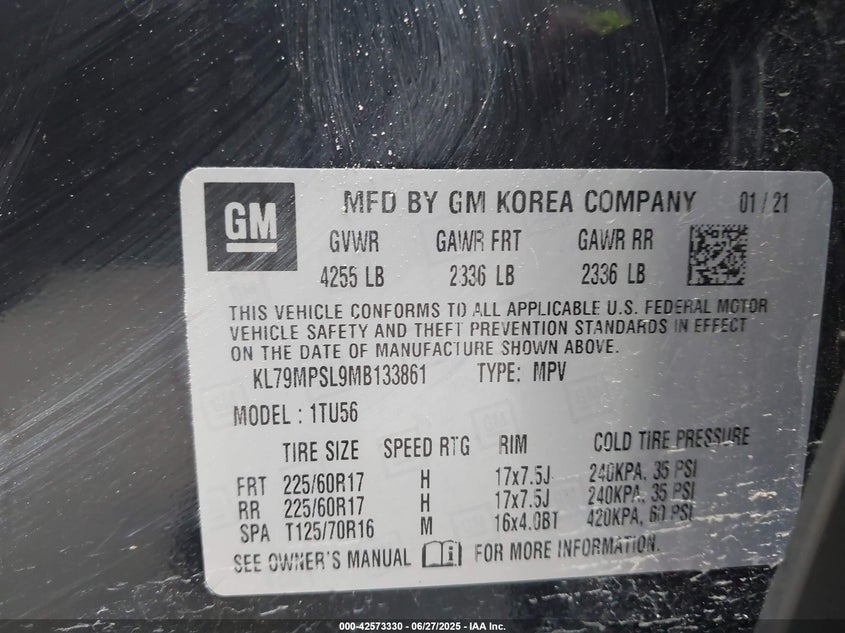 GM
MFD BY GM KOREA COMPANY 01 / 21
GVWR GAWR FRT GAWR RR
4255 LB 2336 LB 2336 LB
THIS VEHICLE CONFORMS TO ALL APPLICABLE U.S. FEDERAL MOTOR
VEHICLE SAFETY AND THEFT PREVENTION STANDARDS IN EFFECT
ON THE DATE OF MANUFACTURE SHOWN ABOVE.
KL79MPSL9MB133861 TYPE: MPV
MODEL : 1TU56
TIRE SIZE SPEED RTG RIM COLD TIRE PRESSURE
FRT 225/60R17 H 17x7.5J 240KPA, 35 PSI
RR 225/60R17 H 17x7.5J 240KPA, 35 PSI
SPA T125/70R16 M 16x4.0BT 420KPA, 60 PSI
SEE OWNER'S MANUAL i FOR MORE INFORMATION.
000-42573330 - 06/27/2025 - IAA Inc.